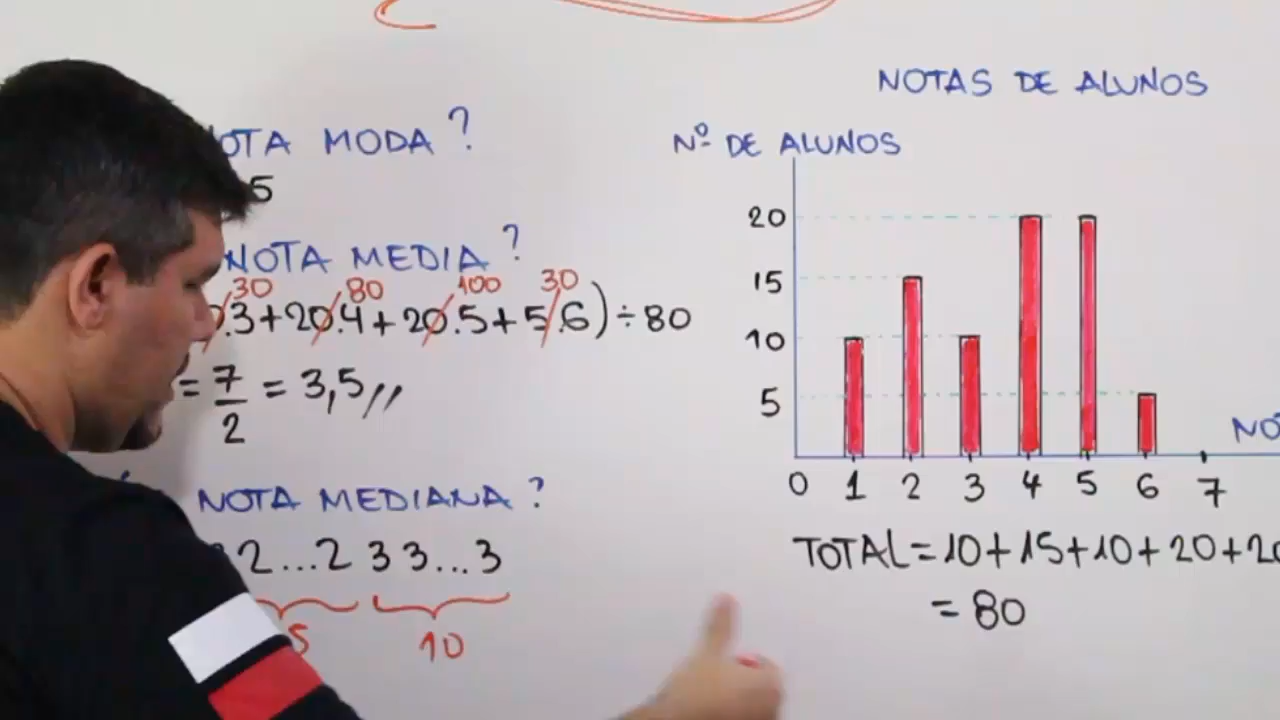 NOTA MODA?
5
NOTA MEDIA?
30 80 100 30
.3+20.4+20.5+5.6)÷80
=7/2=3,5//
NOTA MEDIANA?
2...2 3 3...3
5 10
NOTAS DE ALUNOS
Nº DE ALUNOS
20
15
10
5
0 1 2 3 4 5 6 7
TOTAL=10+15+10+20+20
=80